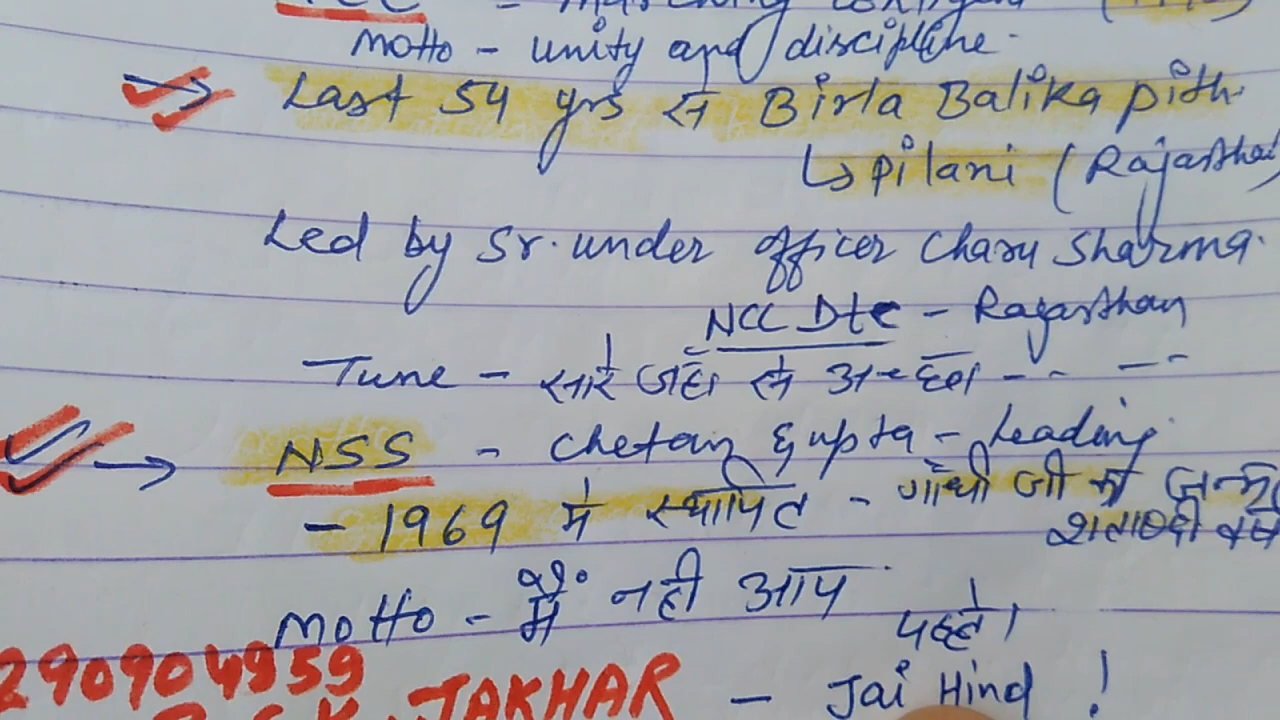 Motto - unity and discipline.
→ Last 54 yrs से Birla Balika pith
↳ pilani (Rajasthan
Led by Sr. under officer Charu Sharma.
NCC Dte - Rajasthan
Tune - सारे जहाँ से अच्छा - - - -
→ NSS - Chetan Gupta - Leading
- 1969 में स्थापित - गाँधी जी
शताब्दी वर्ष
Motto - मैं नही आप
पहले।
290904959
JAKHAR - Jai Hind !